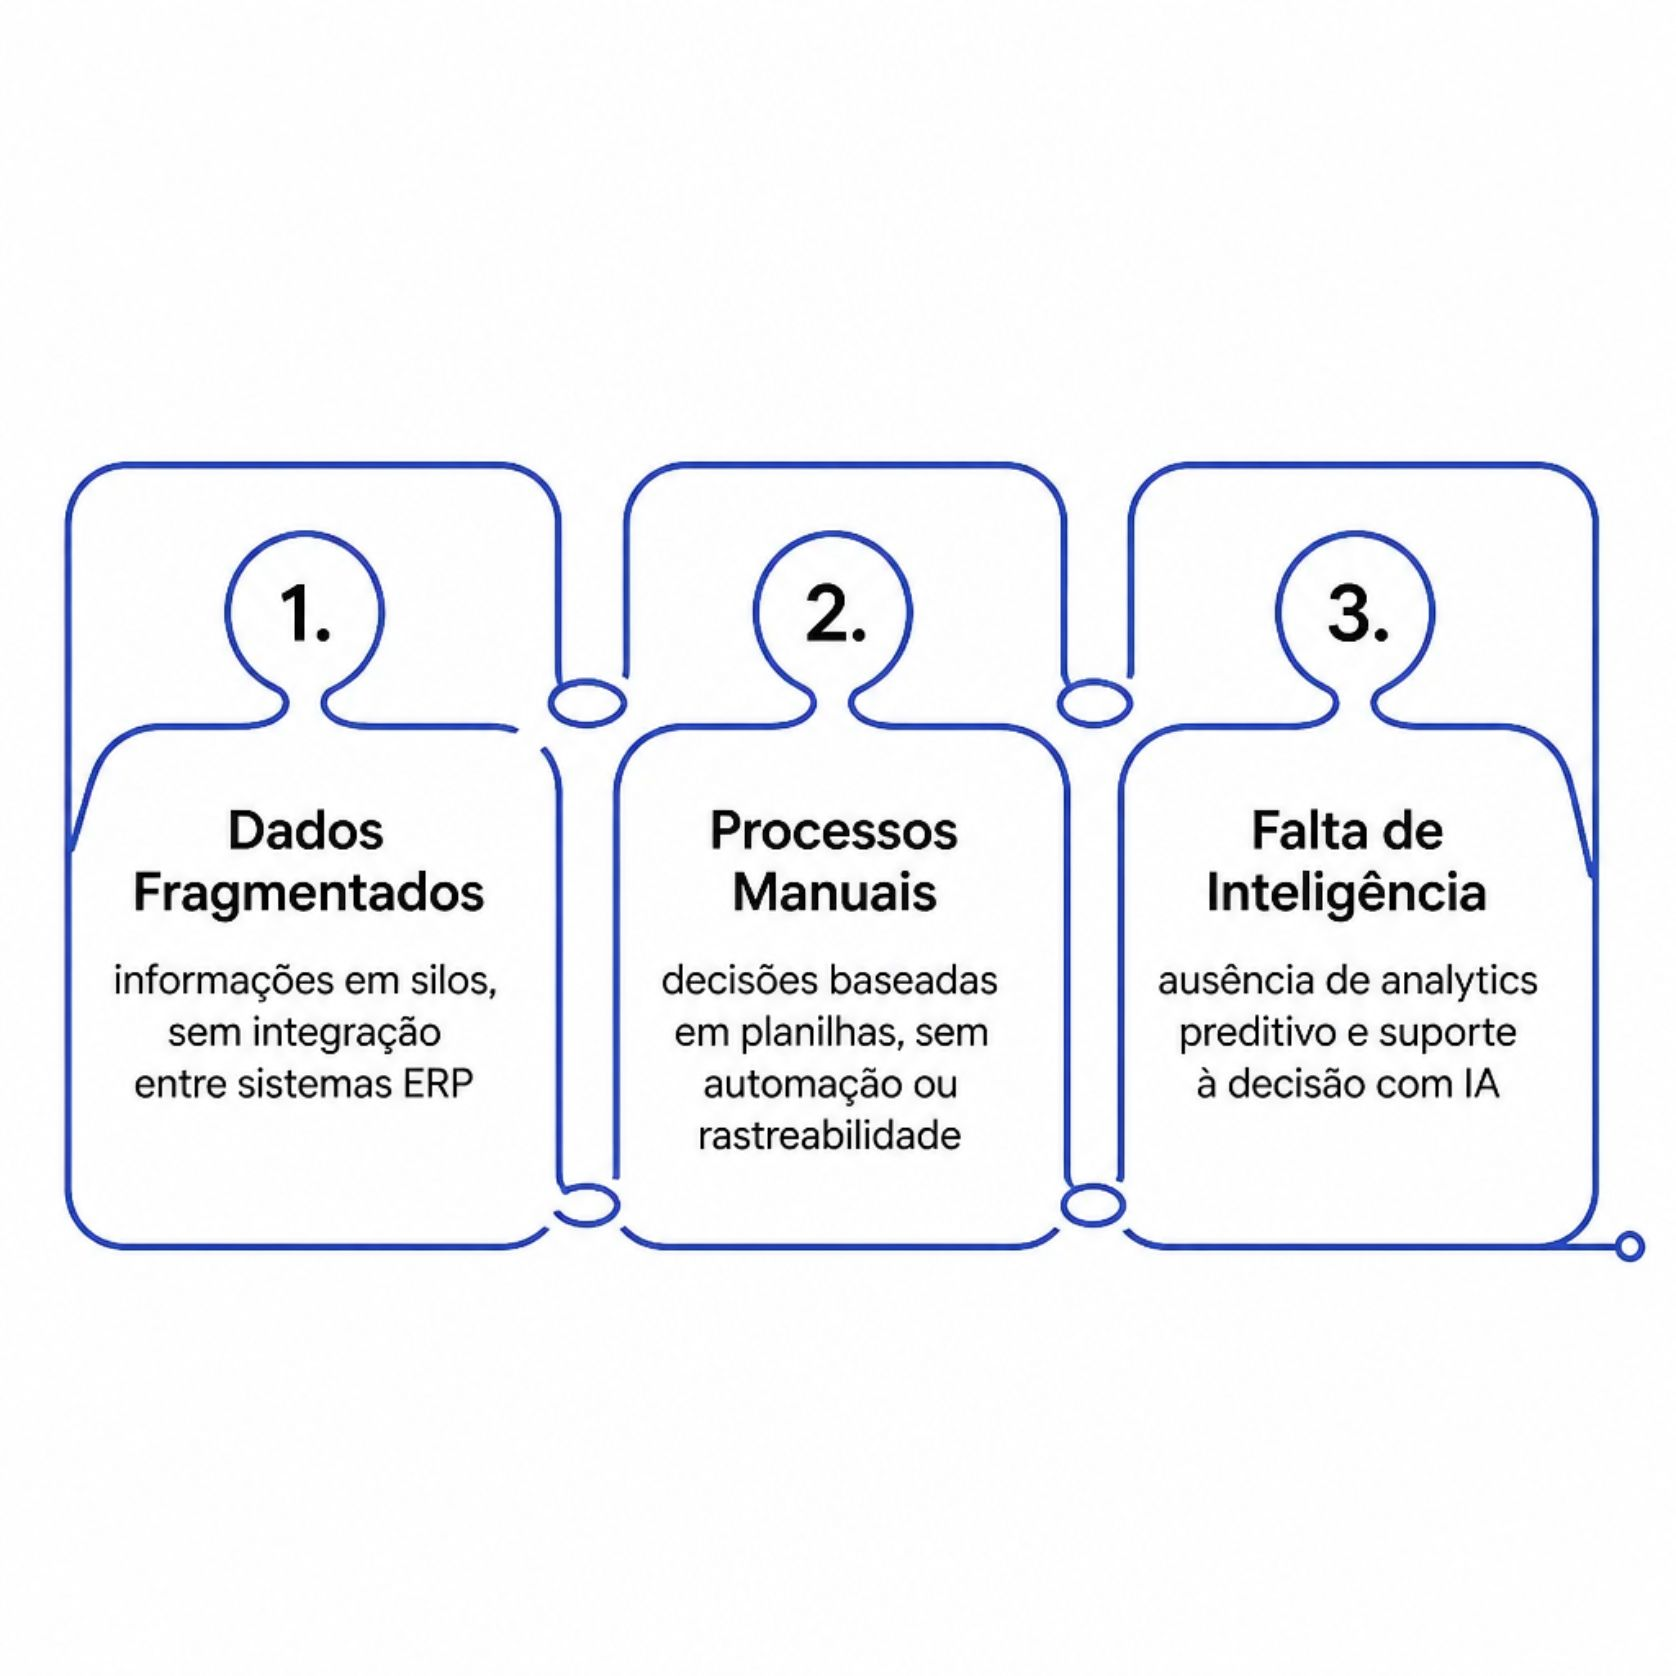 1.
Dados
Fragmentados
informações em silos,
sem integração
entre sistemas ERP
2.
Processos
Manuais
decisões baseadas
em planilhas, sem
automação ou
rastreabilidade
3.
Falta de
Inteligência
ausência de analytics
preditivo e suporte
à decisão com IA